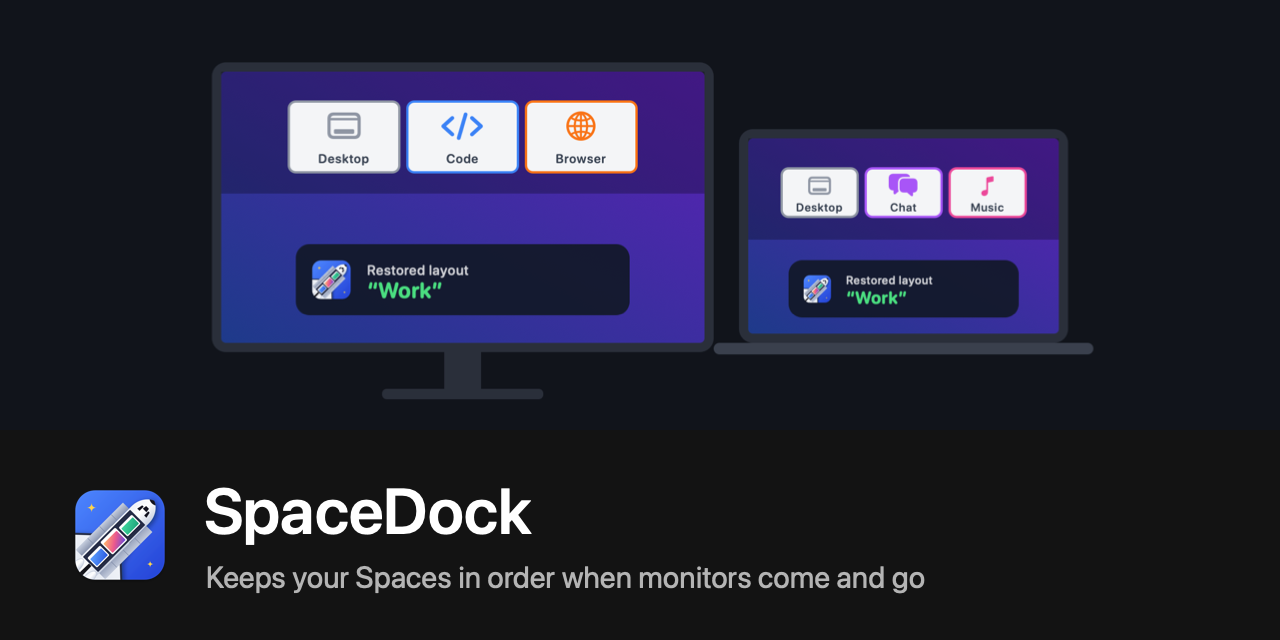 Desktop
Code
Browser
Restored layout
“Work”
Desktop
Chat
Music
Restored layout
“Work”
SpaceDock
Keeps your Spaces in order when monitors come and go